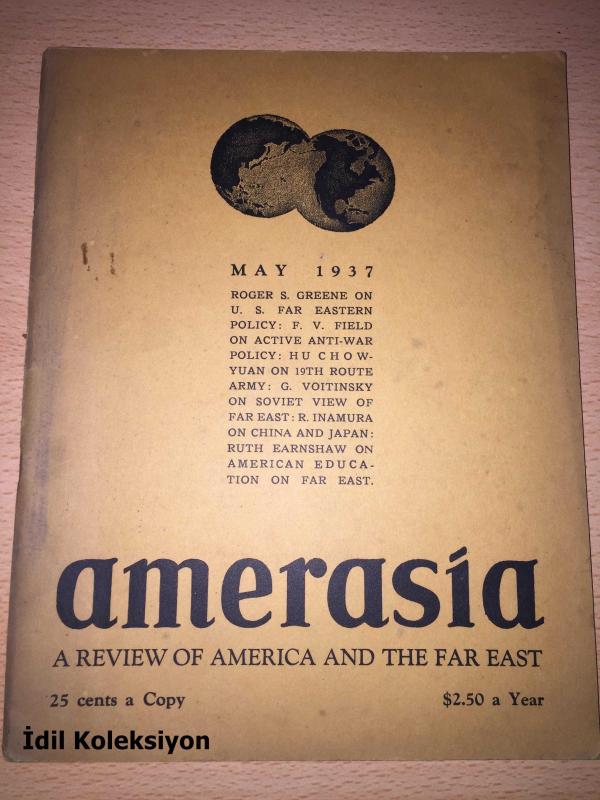 MAY 1937
ROGER S. GREENE ON
U. S. FAR EASTERN
POLICY: F. V. FIELD
ON ACTIVE ANTI-WAR
POLICY: HU CHOW-
YUAN ON 19TH ROUTE
ARMY: G. VOITINSKY
ON SOVIET VIEW OF
FAR EAST: R. INAMURA
ON CHINA AND JAPAN:
RUTH EARNSHAW ON
AMERICAN EDUCA-
TION ON FAR EAST.
amerasia
A REVIEW OF AMERICA AND THE FAR EAST
25 cents a Copy $2.50 a Year
İdil Koleksiyon